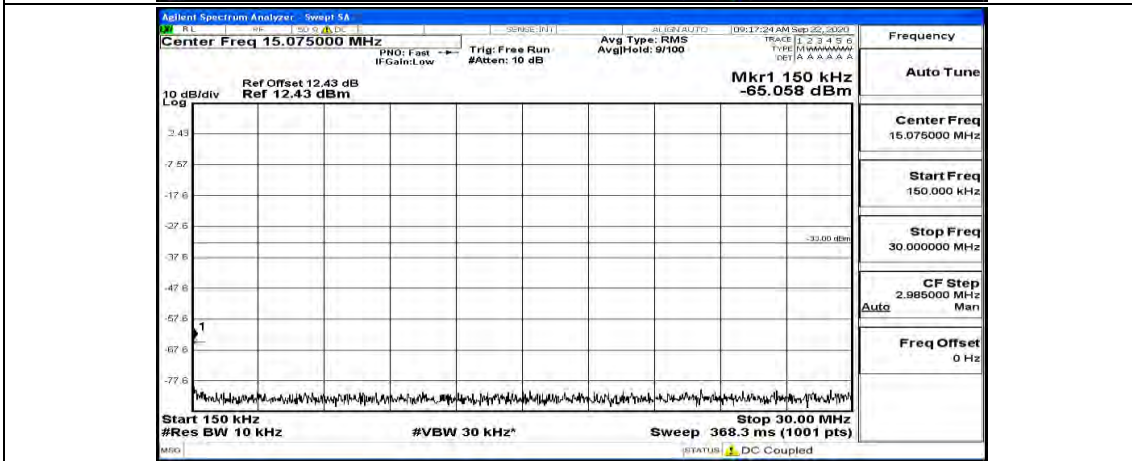 Agilent Spectrum Analyzer - Swept SA
RL RF 50 Ω DC SENSE:INT ALIGN AUTO 09:17:24 AM Sep 22, 2020
Center Freq 15.075000 MHz
PNO: Fast
IFGain:Low
Trig: Free Run
#Atten: 10 dB
Avg Type: RMS
Avg|Hold: 9/100
TRACE 1 2 3 4 5 6
TYPE M W W W W W
DET A A A A A A
Ref Offset 12.43 dB
10 dB/div Ref 12.43 dBm
Log
Mkr1 150 kHz
-65.058 dBm
2.43
-7.57
-17.6
-27.6
-33.00 dBm
-37.6
-47.6
-57.6
1
-67.6
-77.6
Start 150 kHz Stop 30.00 MHz
#Res BW 10 kHz #VBW 30 kHz* Sweep 368.3 ms (1001 pts)
MSG STATUS DC Coupled
Frequency
Auto Tune
Center Freq
15.075000 MHz
Start Freq
150.000 kHz
Stop Freq
30.000000 MHz
CF Step
2.985000 MHz
Auto Man
Freq Offset
0 Hz